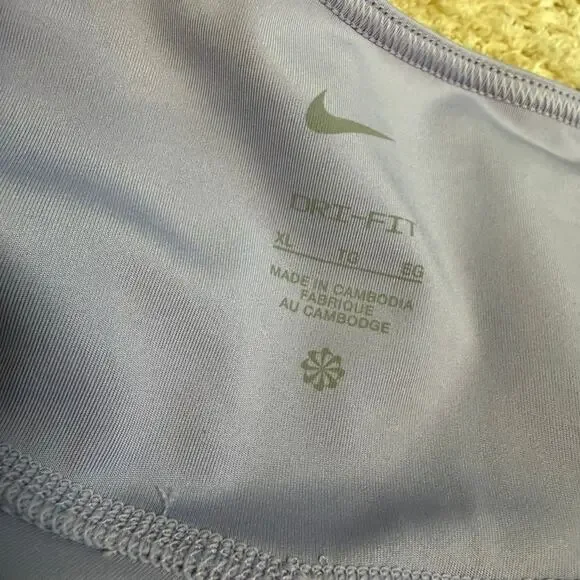 DRI-FIT
XL TG EG
MADE IN CAMBODIA
FABRIQUE
AU CAMBODGE